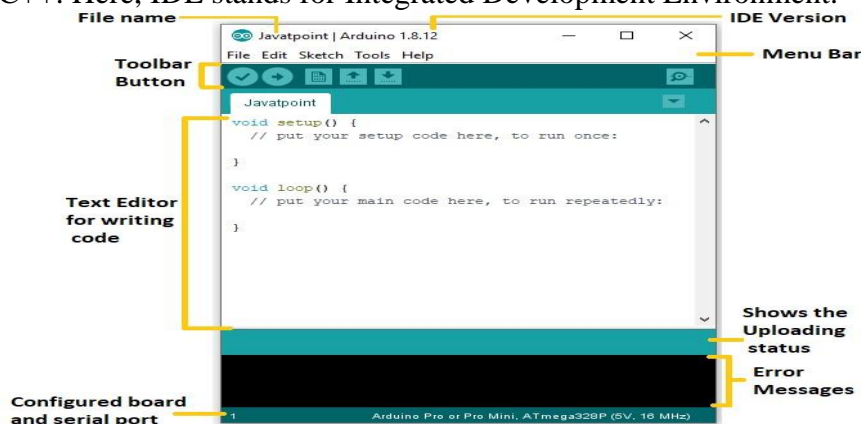 C++. Here, IDE stands for Integrated Development Environment.
File name
IDE Version
Javatpoint | Arduino 1.8.12
File Edit Sketch Tools Help
Menu Bar
Toolbar
Button
Javatpoint
void setup() {
// put your setup code here, to run once:
}
void loop() {
// put your main code here, to run repeatedly:
}
Text Editor
for writing
code
Shows the
Uploading
status
Error
Messages
Configured board
and serial port
1
Arduino Pro or Pro Mini, ATmega328P (5V, 16 MHz)